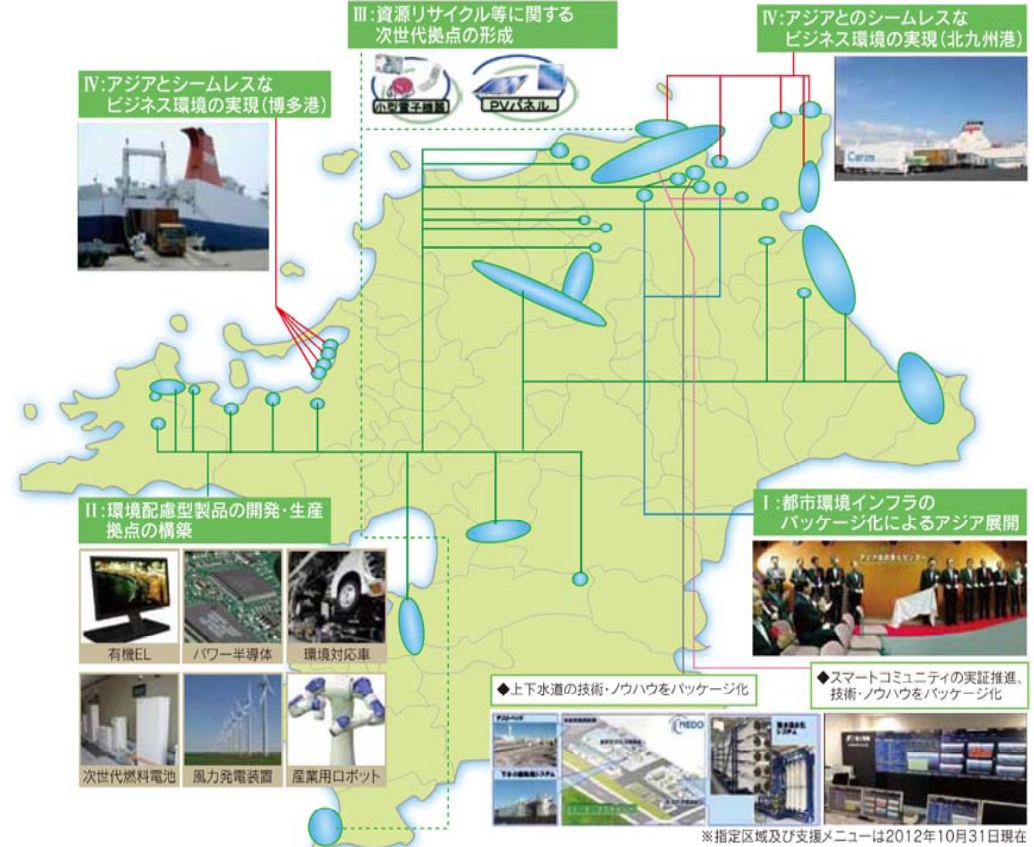 Ⅲ:資源リサイクル等に関する
次世代拠点の形成
小型電子機器
PVパネル
Ⅳ:アジアとのシームレスな
ビジネス環境の実現(北九州港)
Ⅳ:アジアとシームレスな
ビジネス環境の実現(博多港)
Ⅱ:環境配慮型製品の開発・生産
拠点の構築
有機EL
パワー半導体
環境対応車
次世代燃料電池
風力発電装置
産業用ロボット
Ⅰ:都市環境インフラの
パッケージ化によるアジア展開
◆上下水道の技術・ノウハウをパッケージ化
◆スマートコミュニティの実証推進、
技術・ノウハウをパッケージ化
NEDO
※指定区域及び支援メニューは2012年10月31日現在